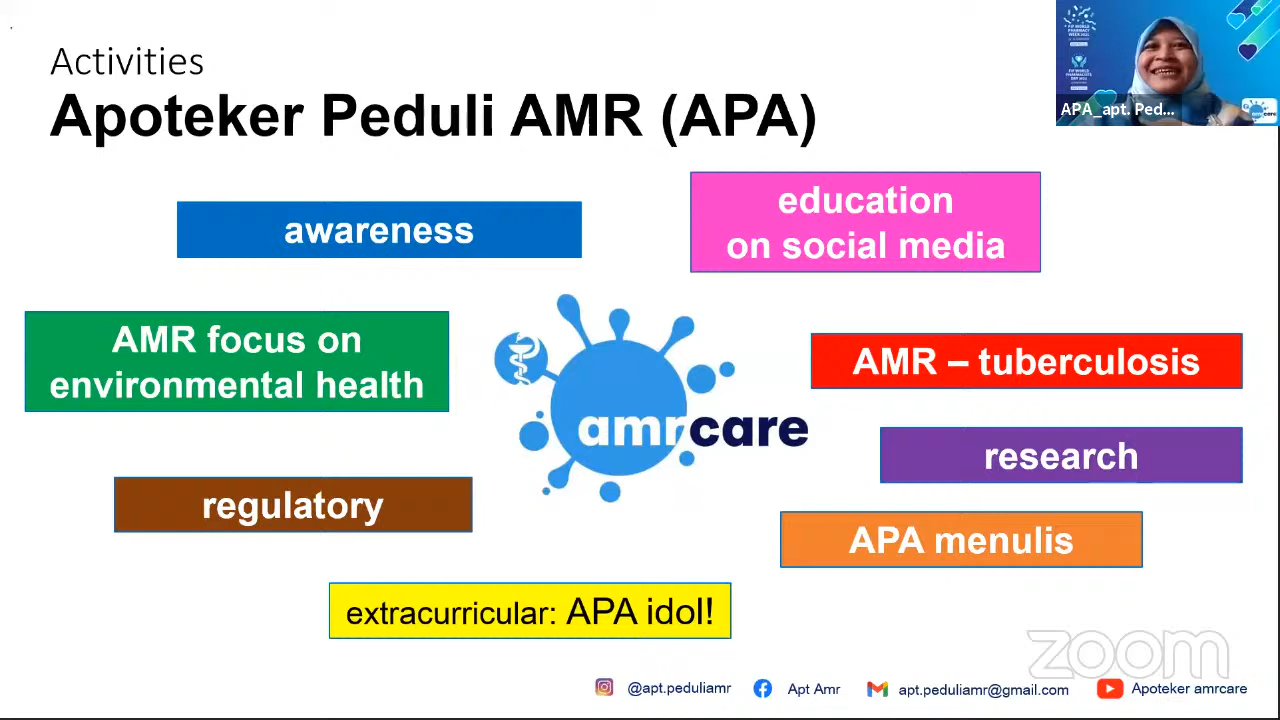 Activities
Apoteker Peduli AMR (APA)
APA_apt. Ped...
awareness
education
on social media
AMR focus on
environmental health
amrcare
AMR – tuberculosis
research
regulatory
APA menulis
extracurricular: APA idol!
zoom
@apt.peduliamr
Apt Amr
apt.peduliamr@gmail.com
Apoteker amrcare